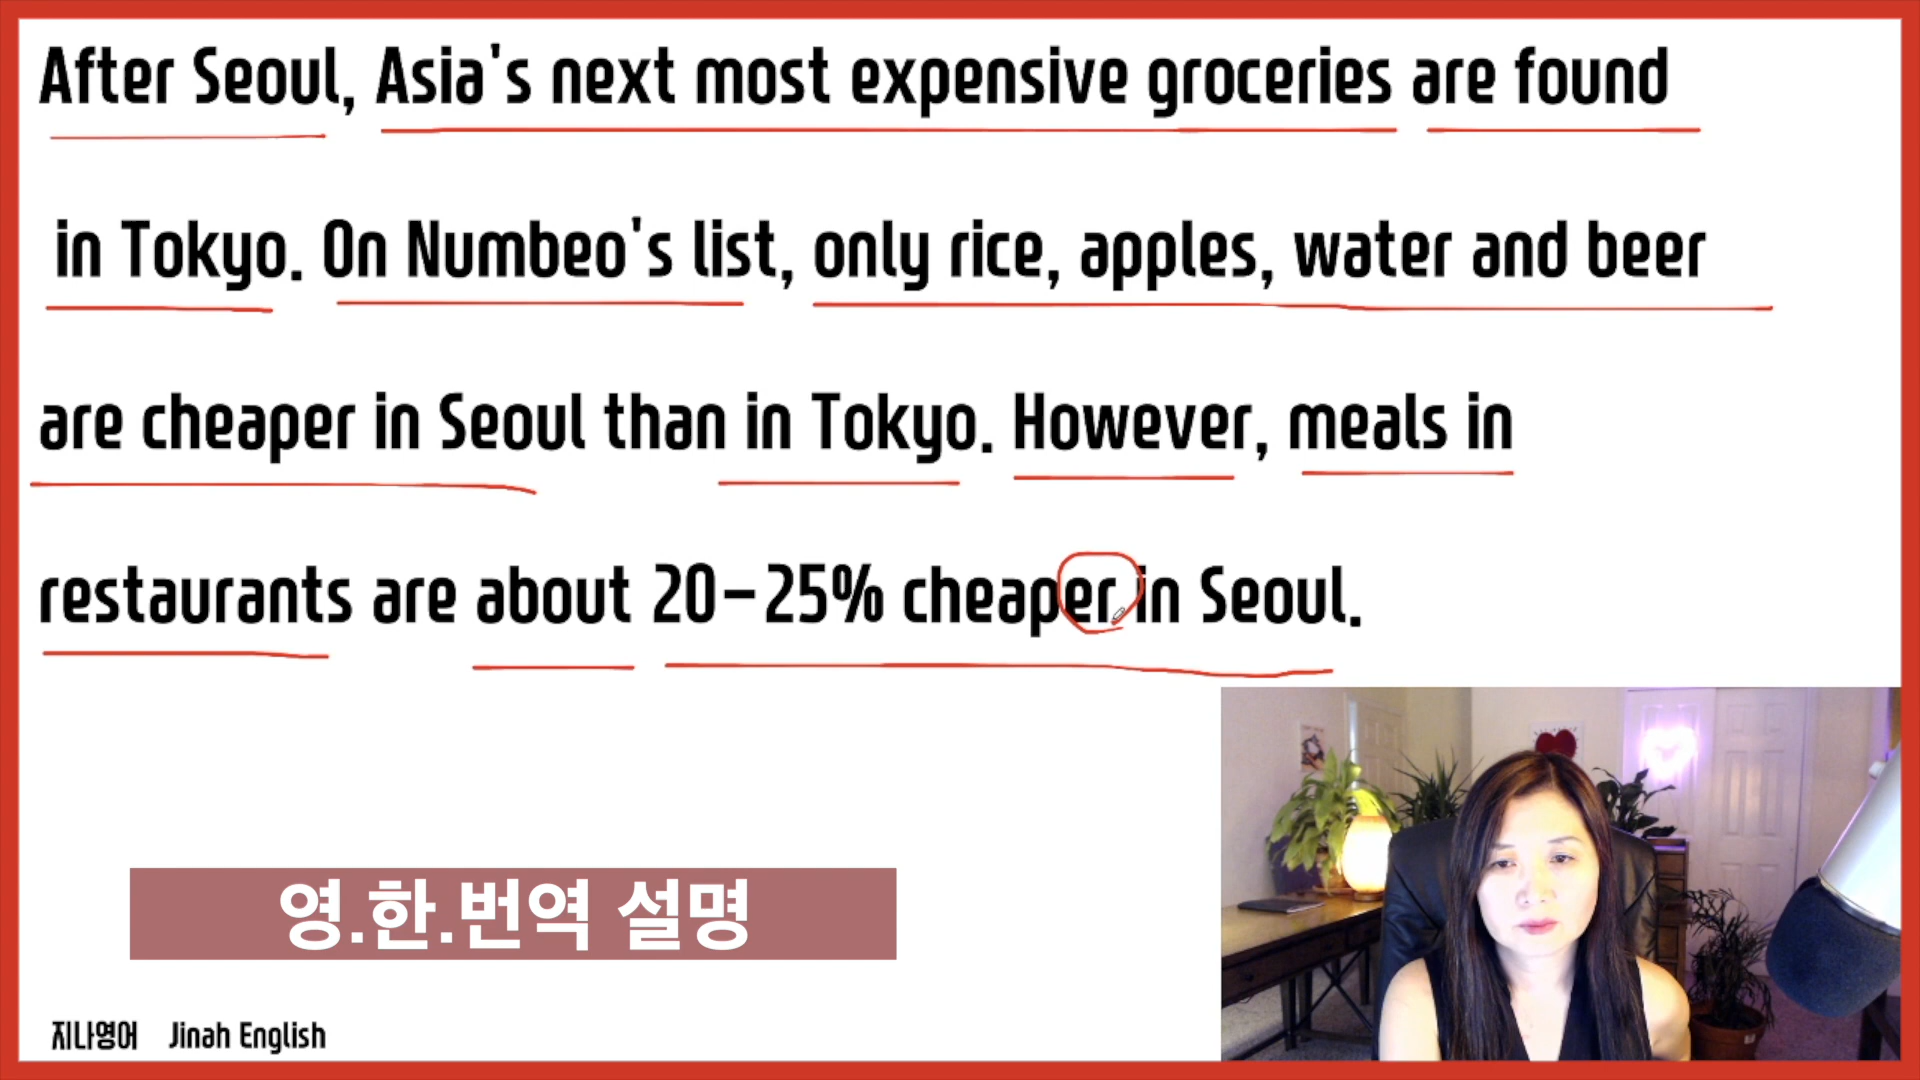 After Seoul, Asia's next most expensive groceries are found
in Tokyo. On Numbeo's list, only rice, apples, water and beer
are cheaper in Seoul than in Tokyo. However, meals in
restaurants are about 20-25% cheaper in Seoul.
영.한.번역 설명
지나영어 Jinah English